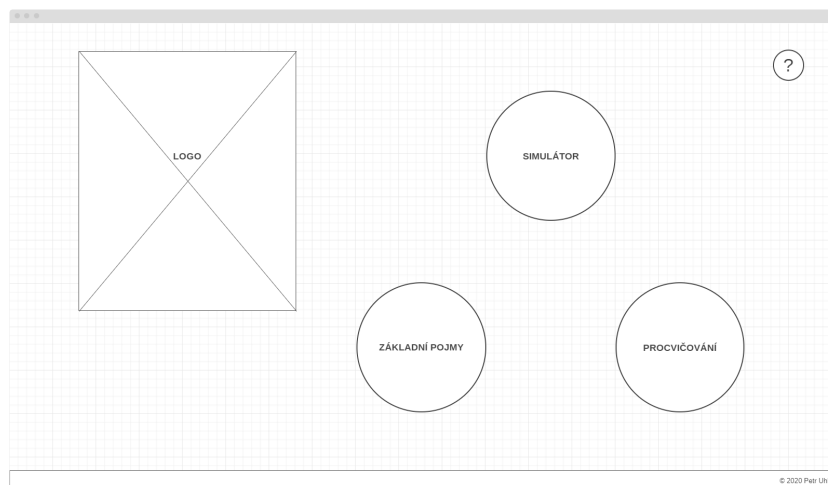 LOGO
?
SIMULÁTOR
ZÁKLADNÍ POJMY
PROCVIČOVÁNÍ
© 2020 Petr